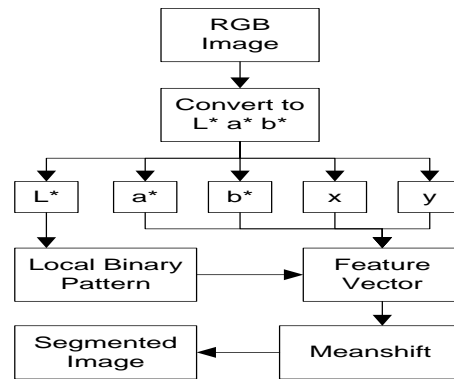 RGB
Image
Convert to
L* a* b*
L*
a*
b*
x
y
Local Binary
Pattern
Feature
Vector
Segmented
Image
Meanshift